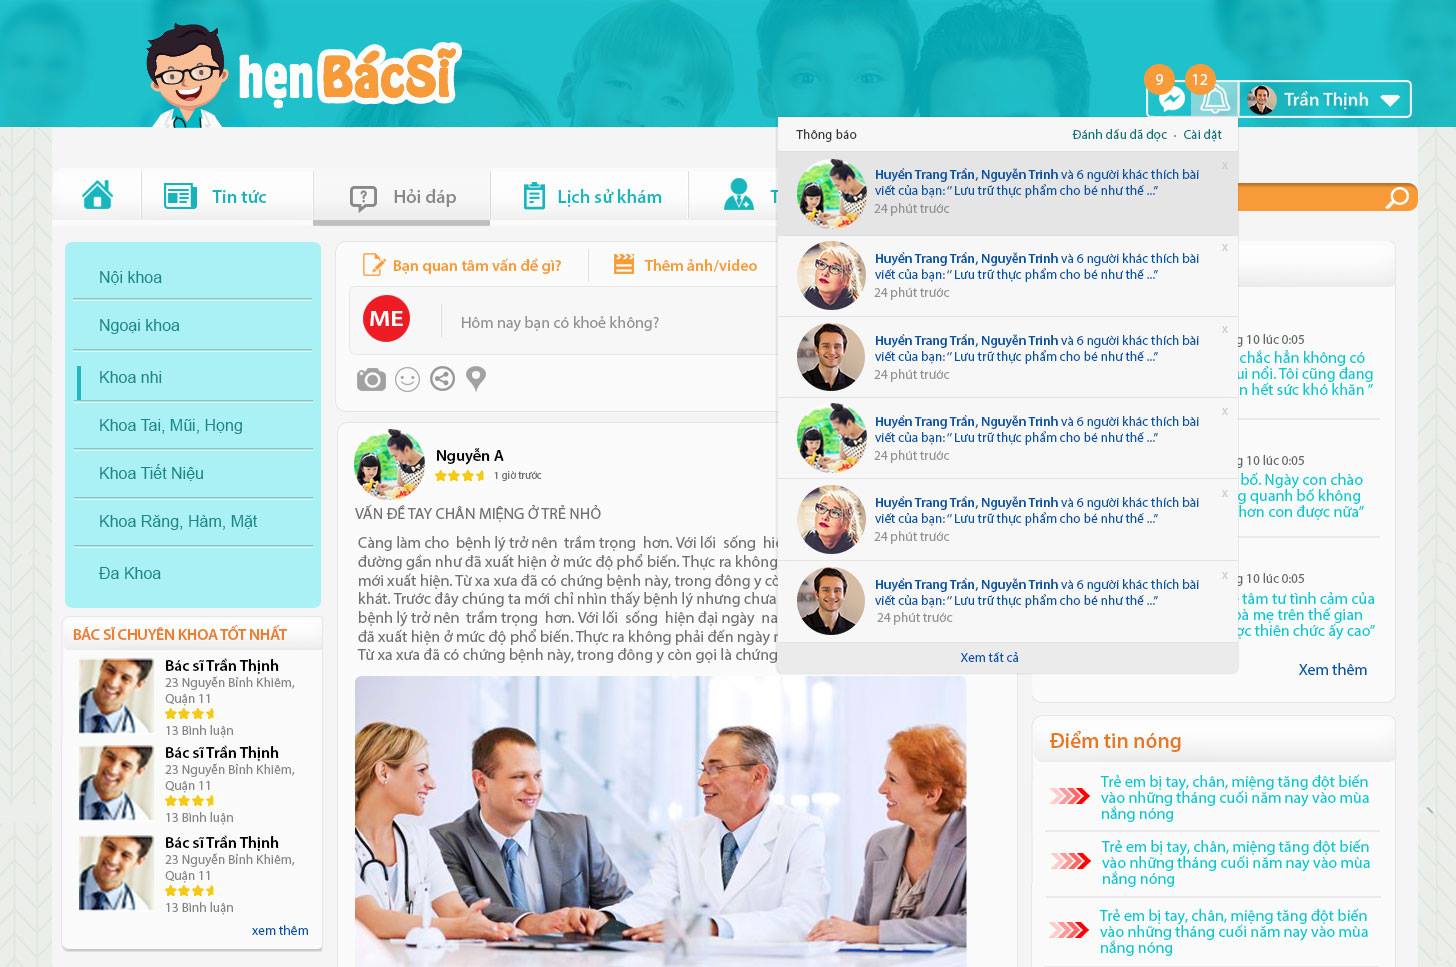 hẹn BácSĩ
9
12
Trần Thịnh
Thông báo
Đánh dấu đã đọc · Cài đặt
Tin tức
Hỏi đáp
Lịch sử khám
T
Huyền Trang Trần, Nguyễn Trinh và 6 người khác thích bài
viết của bạn: “ Lưu trữ thực phẩm cho bé như thế ...”
24 phút trước
x
Huyền Trang Trần, Nguyễn Trinh và 6 người khác thích bài
viết của bạn: “ Lưu trữ thực phẩm cho bé như thế ...”
24 phút trước
x
Huyền Trang Trần, Nguyễn Trinh và 6 người khác thích bài
viết của bạn: “ Lưu trữ thực phẩm cho bé như thế ...”
24 phút trước
x
Huyền Trang Trần, Nguyễn Trinh và 6 người khác thích bài
viết của bạn: “ Lưu trữ thực phẩm cho bé như thế ...”
24 phút trước
x
Huyền Trang Trần, Nguyễn Trinh và 6 người khác thích bài
viết của bạn: “ Lưu trữ thực phẩm cho bé như thế ...”
24 phút trước
x
Huyền Trang Trần, Nguyễn Trinh và 6 người khác thích bài
viết của bạn: “ Lưu trữ thực phẩm cho bé như thế ...”
24 phút trước
x
Xem tất cả
Nội khoa
Ngoại khoa
Khoa nhi
Khoa Tai, Mũi, Họng
Khoa Tiết Niệu
Khoa Răng, Hàm, Mặt
Đa Khoa
BÁC SĨ CHUYÊN KHOA TỐT NHẤT
Bác sĩ Trần Thịnh
23 Nguyễn Bỉnh Khiêm,
Quận 11
13 Bình luận
Bác sĩ Trần Thịnh
23 Nguyễn Bỉnh Khiêm,
Quận 11
13 Bình luận
Bác sĩ Trần Thịnh
23 Nguyễn Bỉnh Khiêm,
Quận 11
13 Bình luận
xem thêm
Bạn quan tâm vấn đề gì?
Thêm ảnh/video
ME
Hôm nay bạn có khoẻ không?
Nguyễn A
1 giờ trước
VẤN ĐỀ TAY CHÂN MIỆNG Ở TRẺ NHỎ
Càng làm cho bệnh lý trở nên trầm trọng hơn. Với lối sống hiệ
đường gần như đã xuất hiện ở mức độ phổ biến. Thực ra không
mới xuất hiện. Từ xa xưa đã có chứng bệnh này, trong đông y cò
khát. Trước đây chúng ta mới chỉ nhìn thấy bệnh lý nhưng chưa
bệnh lý trở nên trầm trọng hơn. Với lối sống hiện đại ngày na
đã xuất hiện ở mức độ phổ biến. Thực ra không phải đến ngày r
Từ xa xưa đã có chứng bệnh này, trong đông y còn gọi là chứng
g 10 lúc 0:05
chắc hẳn không có
ui nổi. Tôi cũng đang
n hết sức khó khăn ”
g 10 lúc 0:05
bố. Ngày con chào
g quanh bố không
hơn con được nữa”
g 10 lúc 0:05
tâm tư tình cảm của
bà mẹ trên thế gian
ợc thiên chức ấy cao”
Xem thêm
Điểm tin nóng
Trẻ em bị tay, chân, miệng tăng đột biến
vào những tháng cuối năm nay vào mùa
nắng nóng
Trẻ em bị tay, chân, miệng tăng đột biến
vào những tháng cuối năm nay vào mùa
nắng nóng
Trẻ em bị tay, chân, miệng tăng đột biến
vào những tháng cuối năm nay vào mùa
nắng nóng